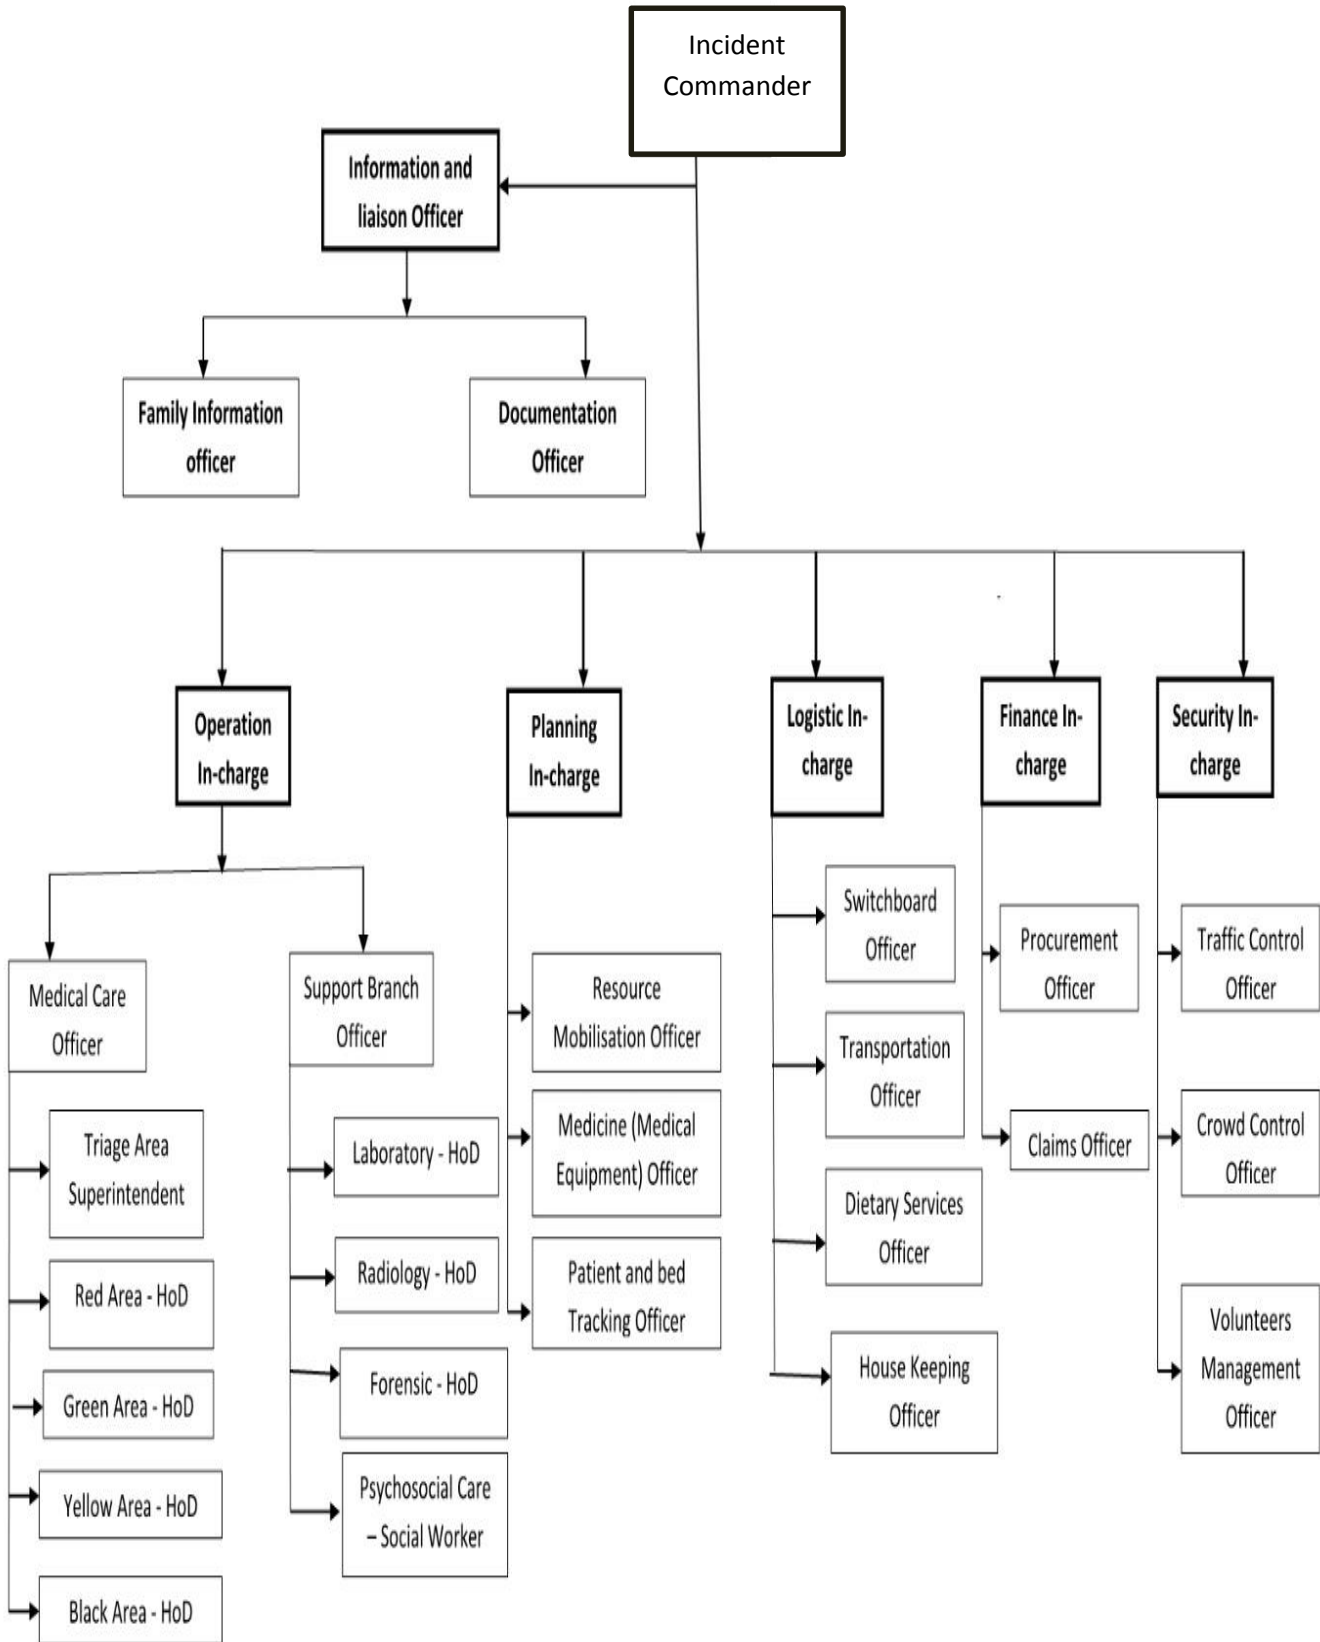 Incident
Commander
Information and
liaison Officer
Family Information
officer
Documentation
Officer
Operation
In-charge
Planning
In-charge
Logistic In-
charge
Finance In-
charge
Security In-
charge
Medical Care
Officer
Triage Area
Superintendent
Red Area - HoD
Green Area - HoD
Yellow Area - HoD
Black Area - HoD
Support Branch
Officer
Laboratory - HoD
Radiology - HoD
Forensic - HoD
Psychosocial Care
– Social Worker
Resource
Mobilisation Officer
Medicine (Medical
Equipment) Officer
Patient and bed
Tracking Officer
Switchboard
Officer
Transportation
Officer
Dietary Services
Officer
House Keeping
Officer
Procurement
Officer
Claims Officer
Traffic Control
Officer
Crowd Control
Officer
Volunteers
Management
Officer